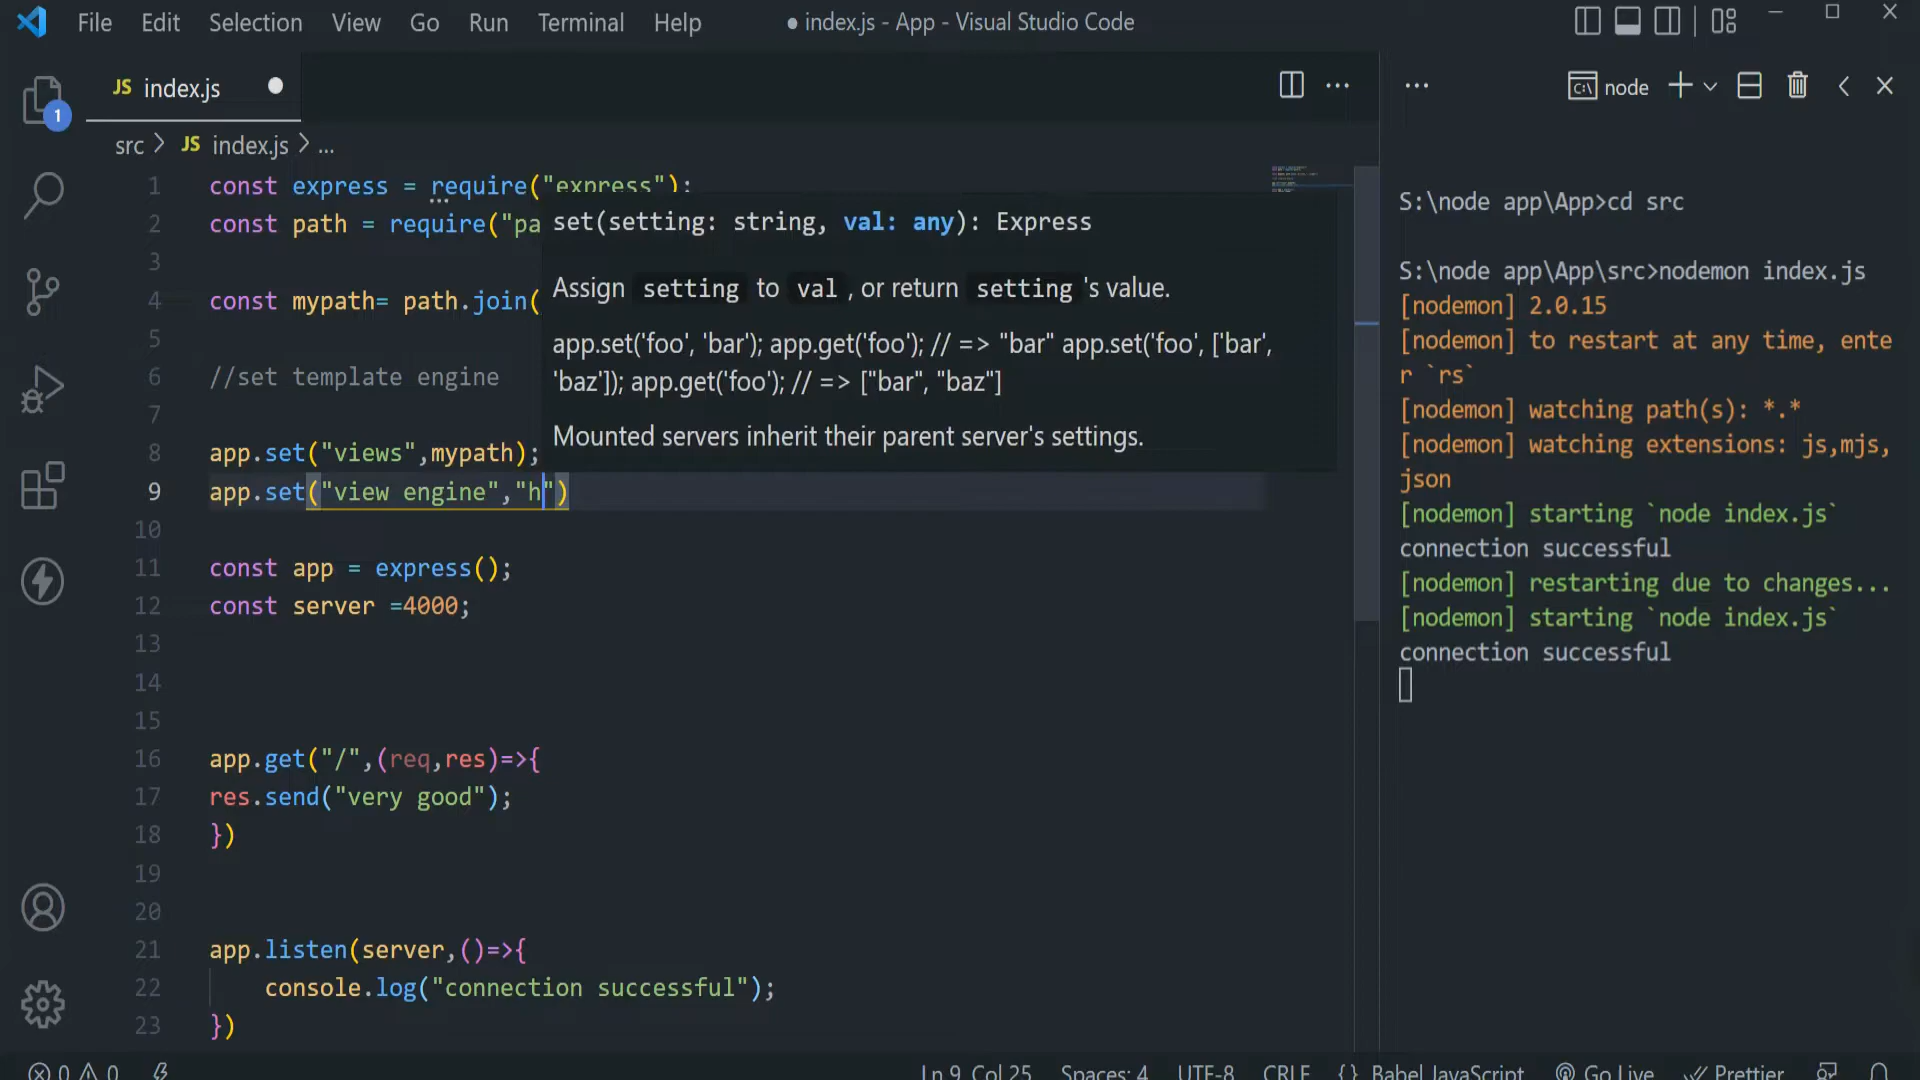 File Edit Selection View Go Run Terminal Help ● index.js - App - Visual Studio Code
JS index.js
1
src > JS index.js > ...
1 const express = require("express");
2 const path = require("pa
3
4 const mypath= path.join(
5
6 //set template engine
7
8 app.set("views",mypath);
9 app.set("view engine","h")
10
11 const app = express();
12 const server =4000;
13
14
15
16 app.get("/",(req,res)=>{
17 res.send("very good");
18 })
19
20
21 app.listen(server,()=>{
22 console.log("connection successful");
23 })
set(setting: string, val: any): Express
Assign setting to val, or return setting's value.
app.set('foo', 'bar'); app.get('foo'); // => "bar" app.set('foo', ['bar',
'baz']); app.get('foo'); // => ["bar", "baz"]
Mounted servers inherit their parent server's settings.
... node
S:\node app\App>cd src
S:\node app\App\src>nodemon index.js
[nodemon] 2.0.15
[nodemon] to restart at any time, ente
r `rs`
[nodemon] watching path(s): *.*
[nodemon] watching extensions: js,mjs,
json
[nodemon] starting `node index.js`
connection successful
[nodemon] restarting due to changes...
[nodemon] starting `node index.js`
connection successful
0 0 Ln 9, Col 25 Spaces: 4 UTF-8 CRLF {} Babel JavaScript Go Live Prettier